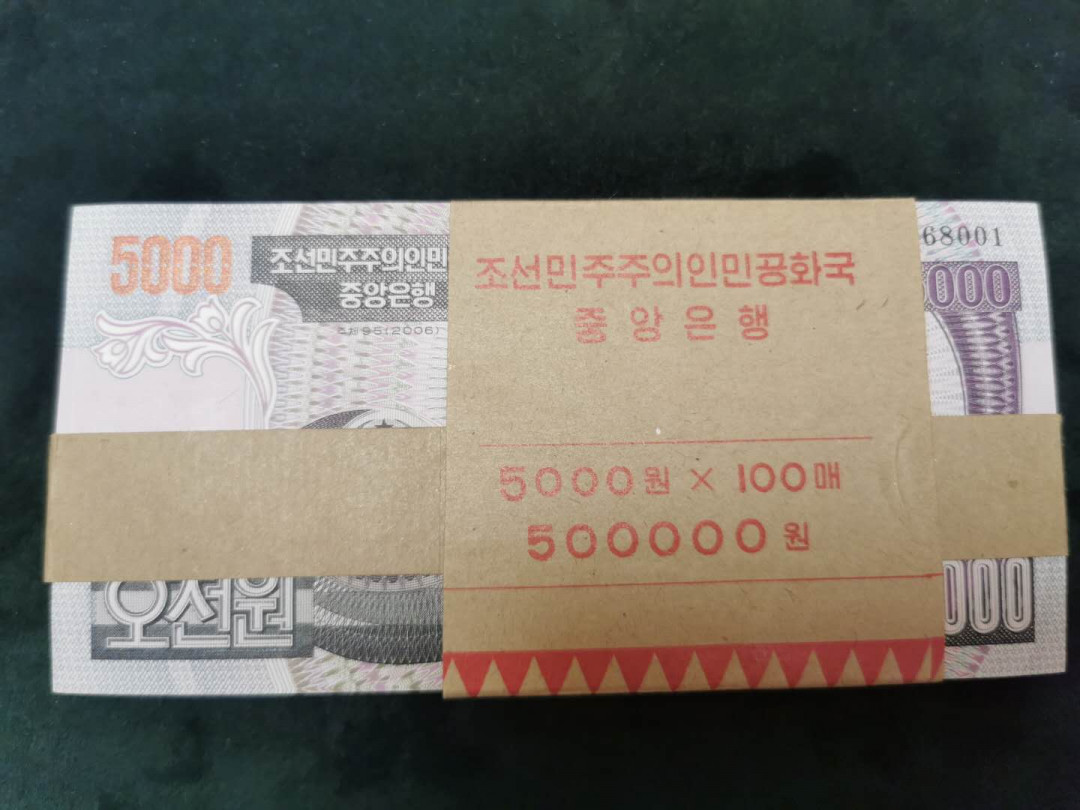 5000
조선민주주의인민
중앙은행
주체95(2006)
68001
000
조선민주주의인민공화국
중앙은행
5000원 × 100매
500000원
오천원
000